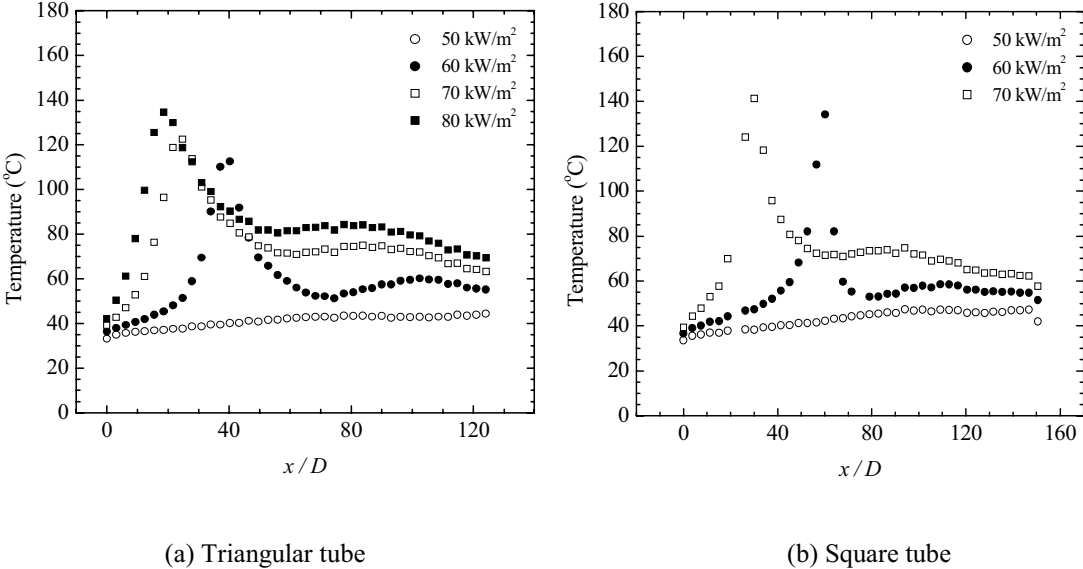 180
160
140
120
100
80
60
40
20
0
Temperature (°C)
50 kW/m²
60 kW/m²
70 kW/m²
80 kW/m²
0 40 80 120
x / D
(a) Triangular tube
180
160
140
120
100
80
60
40
20
0
Temperature (°C)
50 kW/m²
60 kW/m²
70 kW/m²
0 40 80 120 160
x / D
(b) Square tube